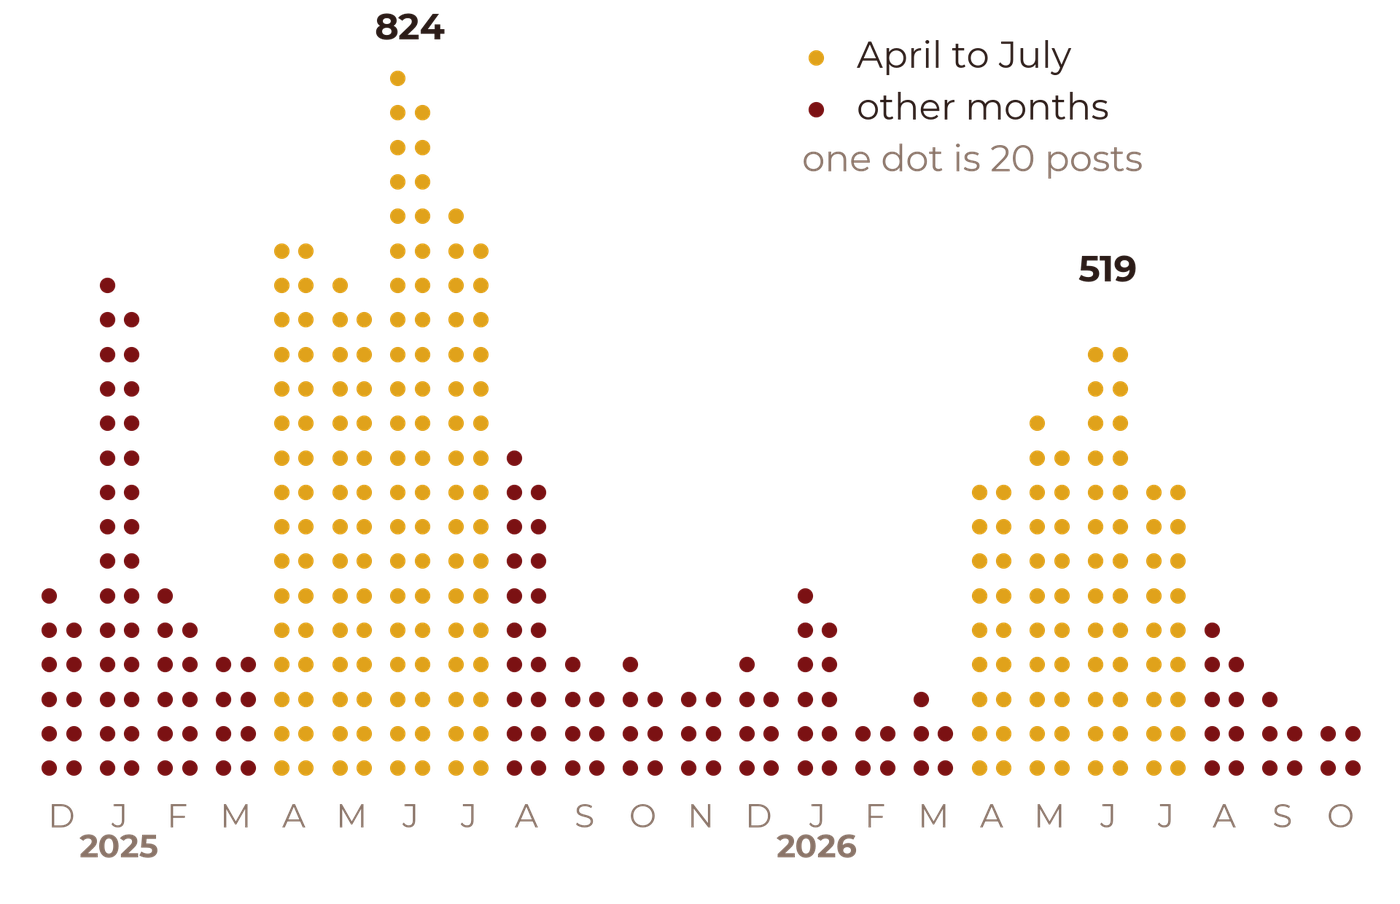 824
April to July
other months
one dot is 20 posts
519
D J F M A M J J A S O N D J F M A M J J A S O
2025 2026